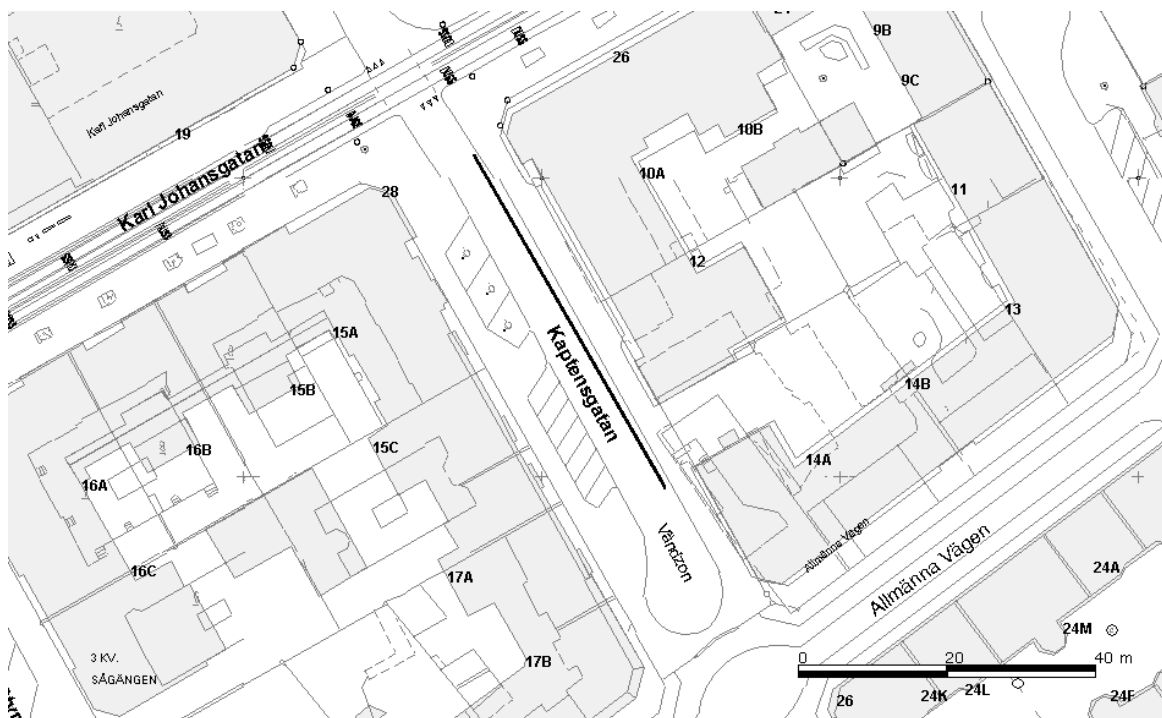 26
9B
9C
Karl Johansgatan
19
10B
10A
Karl Johansgatan
28
11
12
13
15A
Kaptensgatan
14B
15B
15C
16B
14A
16A
Vändzon
Allmänna Vägen
Allmänna Vägen
16C
17A
24A
24M
3 KV.
SÅGÅNGEN
17B
0 20 40 m
26
24K
24L
24F